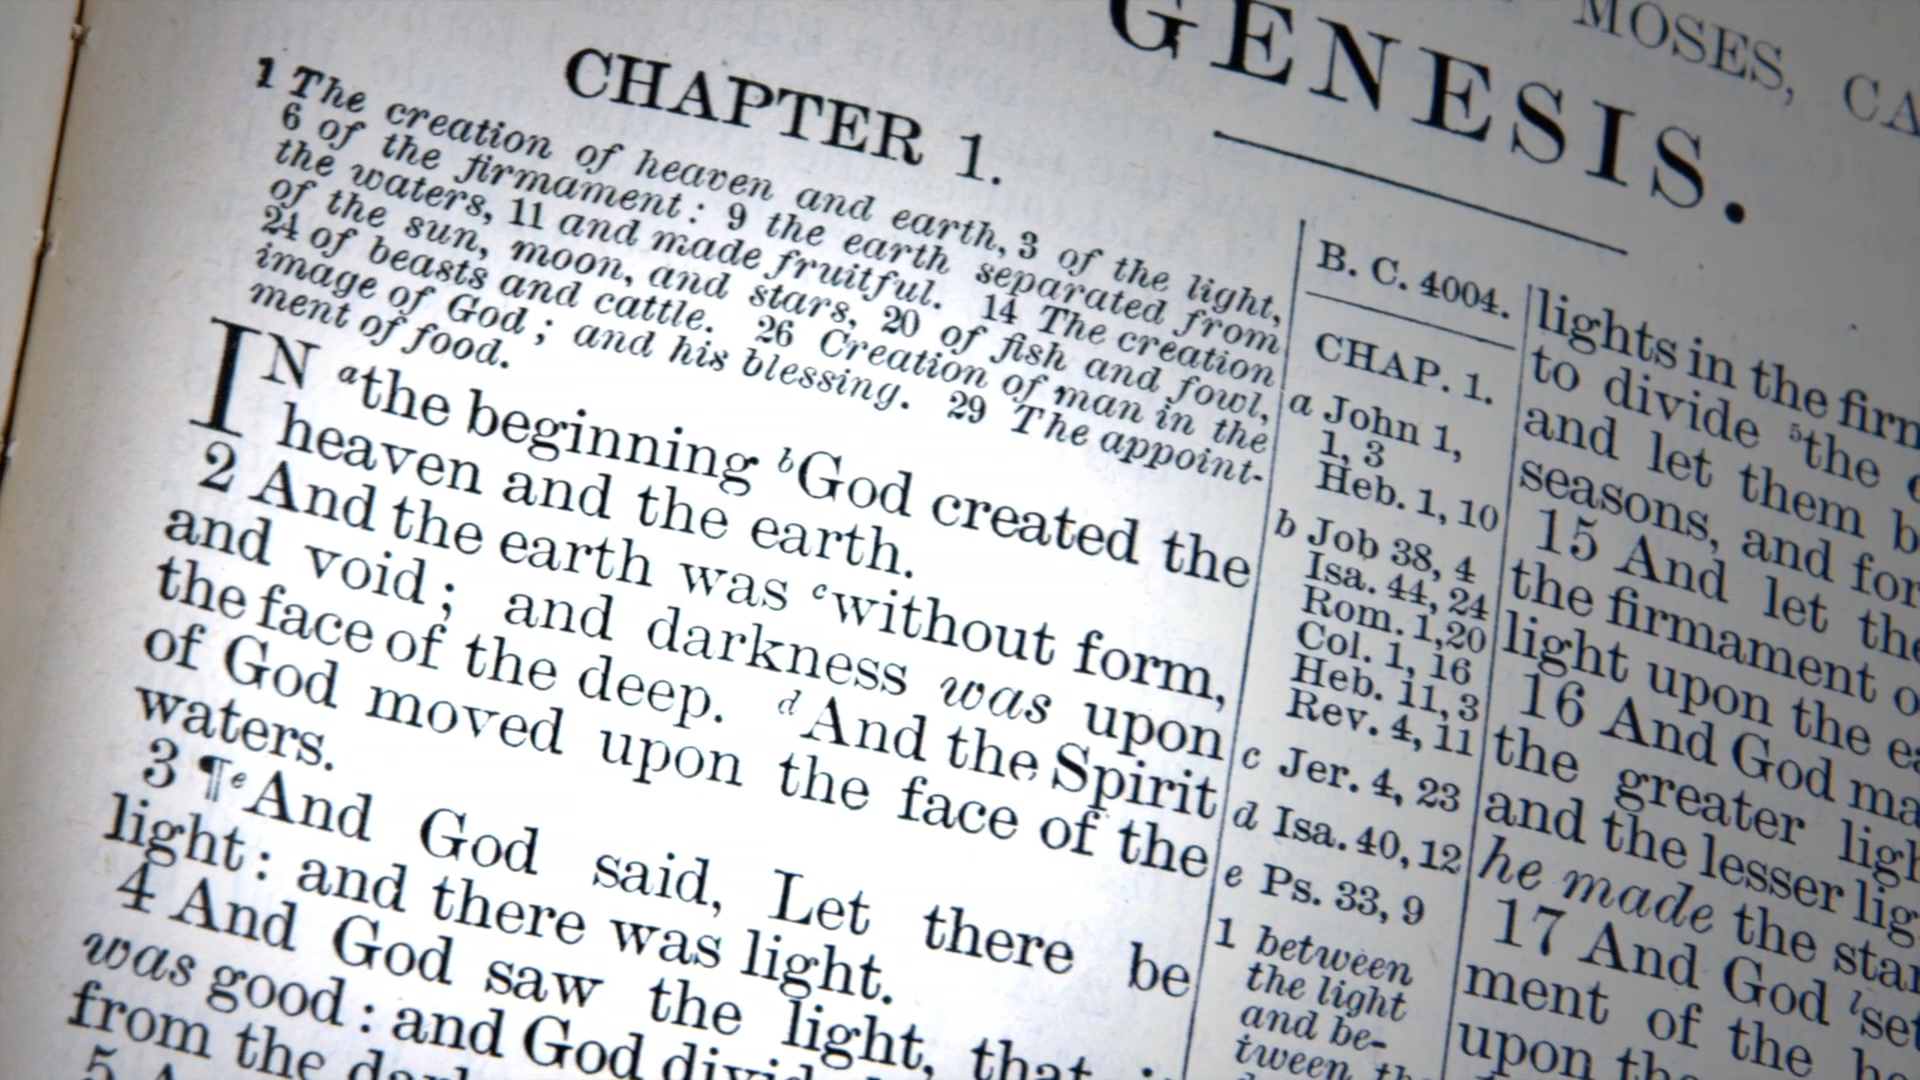 MOSES,
GENESIS.
CHAPTER 1.
1 The creation of heaven and earth, 3 of the light,
6 of the firmament: 9 the earth separated from
the waters, 11 and made fruitful. 14 The creation
of the sun, moon, and stars, 20 of fish and fowl,
24 of beasts and cattle. 26 Creation of man in the
image of God; and his blessing. 29 The appoint-
ment of food.
IN a the beginning b God created the
heaven and the earth.
2 And the earth was c without form,
and void; and darkness was upon
the face of the deep. d And the Spirit
of God moved upon the face of the
waters.
3 ¶ e And God said, Let there be
light: and there was light.
4 And God saw the light, that
was good: and God
from the
5
B. C. 4004.
CHAP. 1.
a John 1,
1, 3
Heb. 1, 10
b Job 38, 4
Isa. 44, 24
Rom. 1,20
Col. 1, 16
Heb. 11, 3
Rev. 4, 11
c Jer. 4, 23
d Isa. 40, 12
e Ps. 33, 9
1 between
the light
and be-
tween
lights in the
to divide 5 the
and let them
seasons, and for
15 And let
the firmament
light upon the
16 And God
the greater
and the lesser
he made the
17 And God l set
ment of the
upon